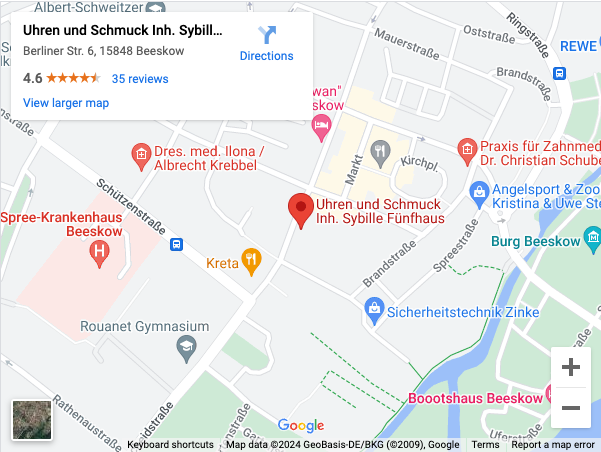 Albert-Schweitzer-
Uhren und Schmuck Inh. Sybill...
Berliner Str. 6, 15848 Beeskow
Directions
4.6
35 reviews
View larger map
Mauerstraße
Oststraße
Ringstraße
REWE
Brandstraße
wan"
eeskow
Markt
Kirchpl.
Praxis für Zahnmed
Dr. Christian Schube
Dres. med. Ilona /
Albrecht Krebbel
Schützenstraße
Angelsport & Zoo
Kristina & Uwe Ste
Uhren und Schmuck
Inh. Sybille Fünfhaus
Spree-Krankenhaus
Beeskow
H
Spreestraße
Burg Beeskow
Kreta
Brandstraße
Sicherheitstechnik Zinke
Rouanet Gymnasium
Boootshaus Beeskow
Rathenaustraße
Uferstraße
Google
Keyboard shortcuts
Map data ©2024 GeoBasis-DE/BKG (©2009), Google
Terms
Report a map error